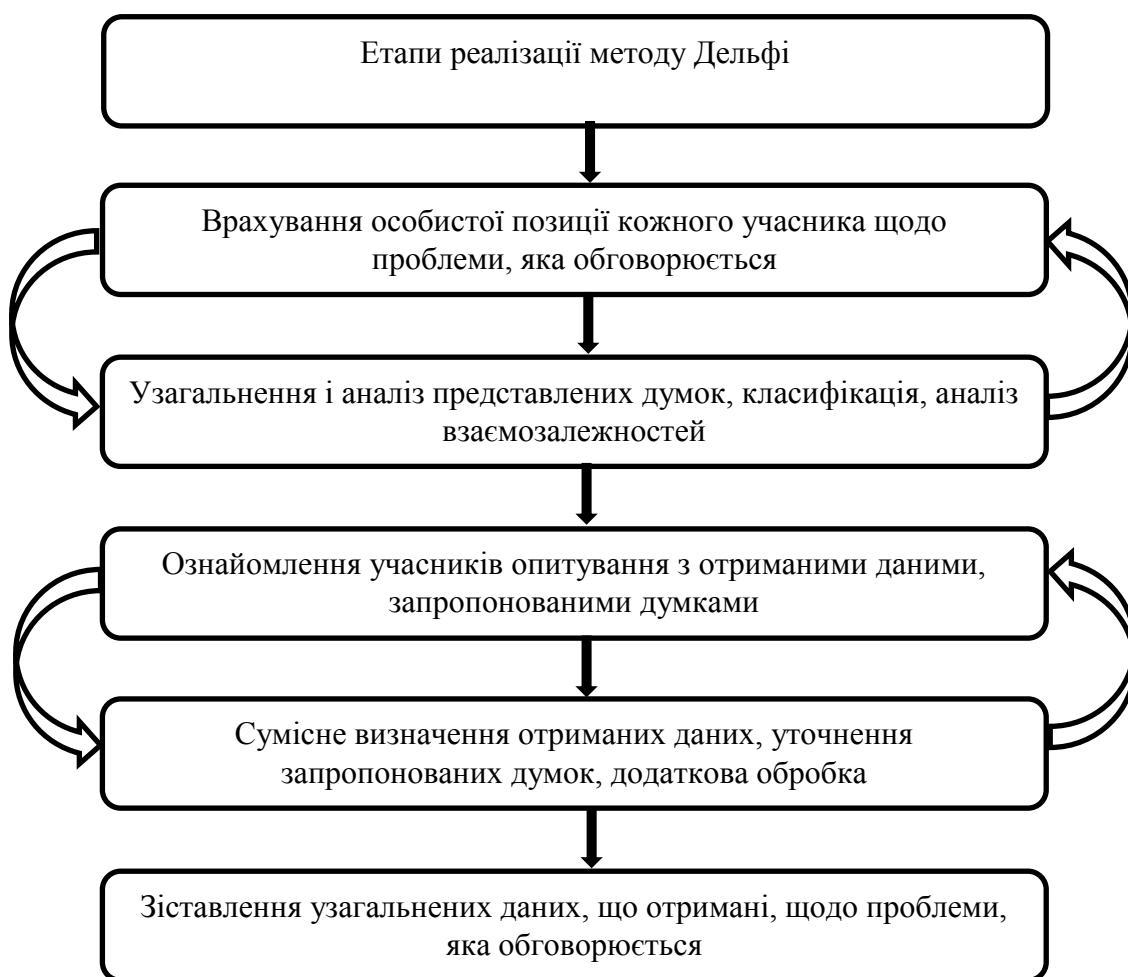 Етапи реалізації методу Дельфі
Врахування особистої позиції кожного учасника щодо
проблеми, яка обговорюється
Узагальнення і аналіз представлених думок, класифікація, аналіз
взаємозалежностей
Ознайомлення учасників опитування з отриманими даними,
запропонованими думками
Сумісне визначення отриманих даних, уточнення
запропонованих думок, додаткова обробка
Зіставлення узагальнених даних, що отримані, щодо проблеми,
яка обговорюється